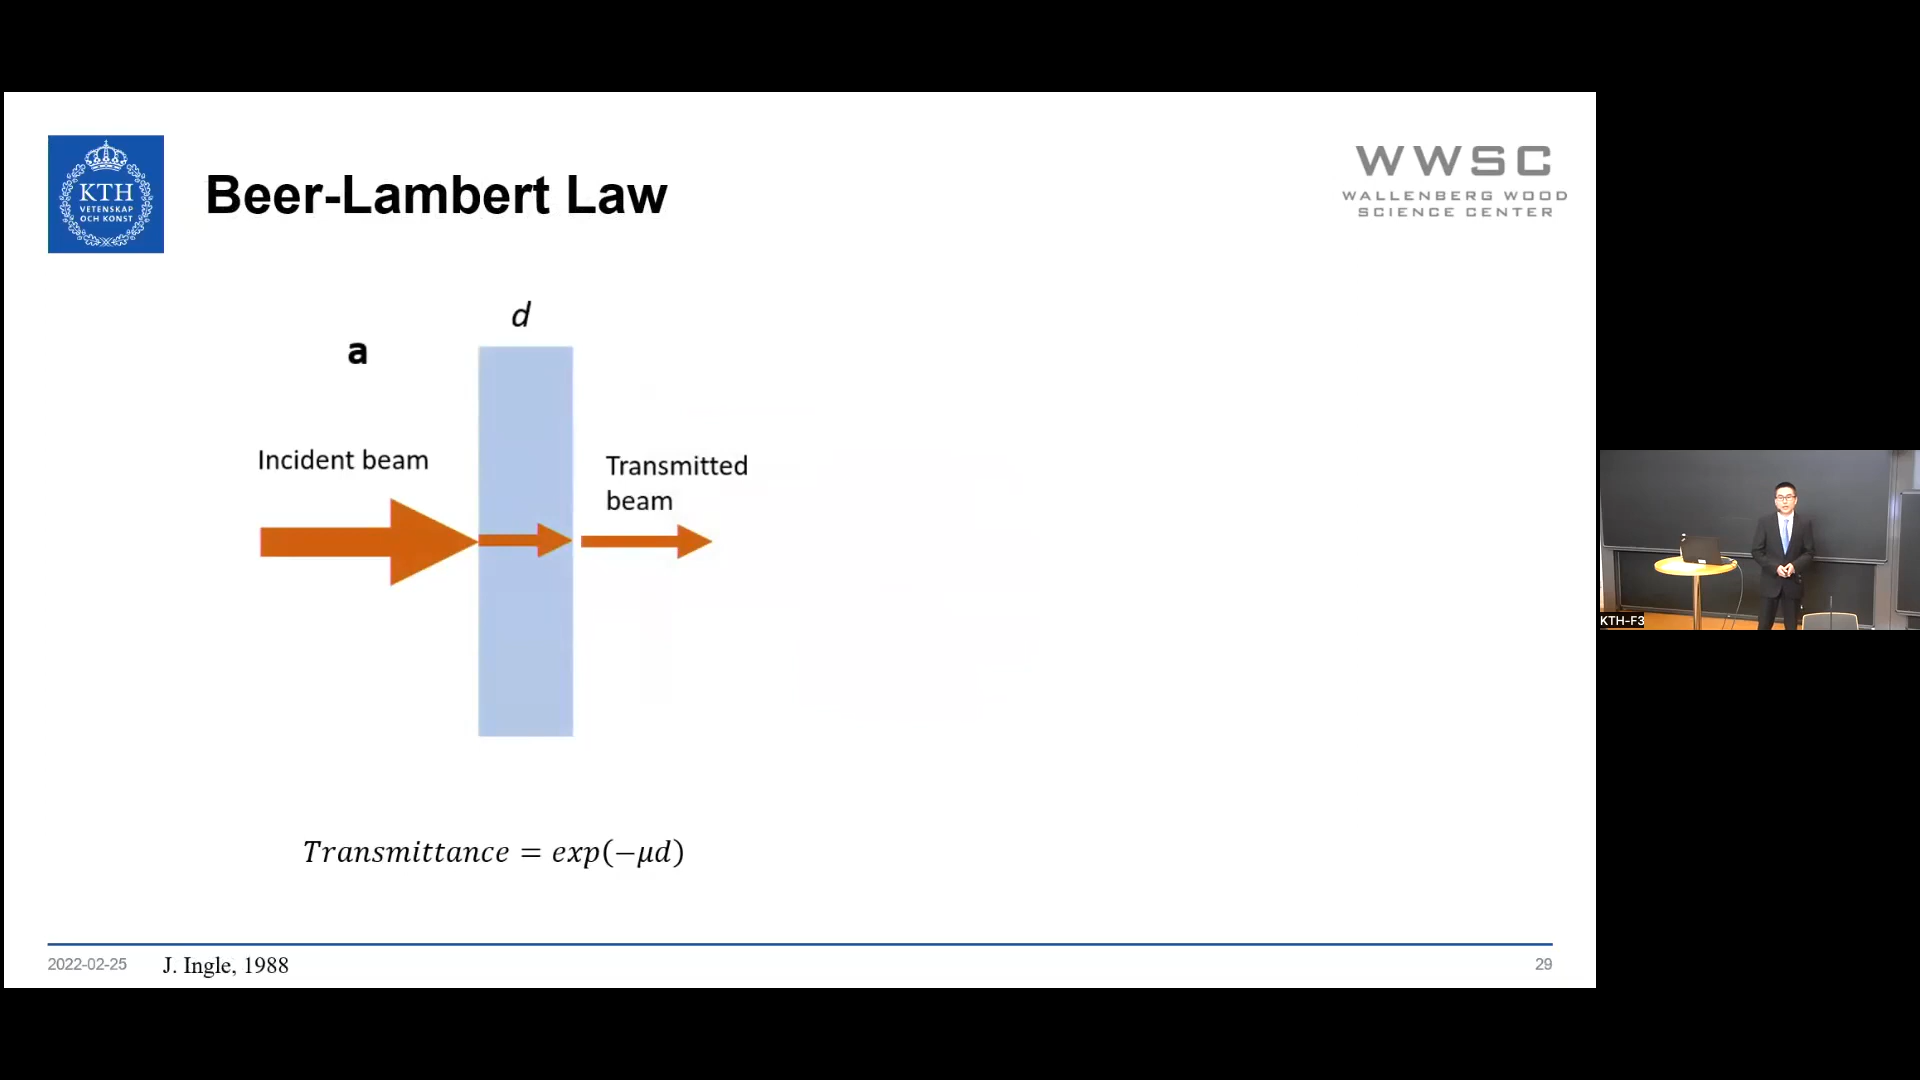 KTH
VETENSKAP
OCH KONST
Beer-Lambert Law
WWSC
WALLENBERG WOOD
SCIENCE CENTER
d
a
Incident beam
Transmitted
beam
Transmittance = exp(−μd)
2022-02-25
J. Ingle, 1988
29
KTH-F3